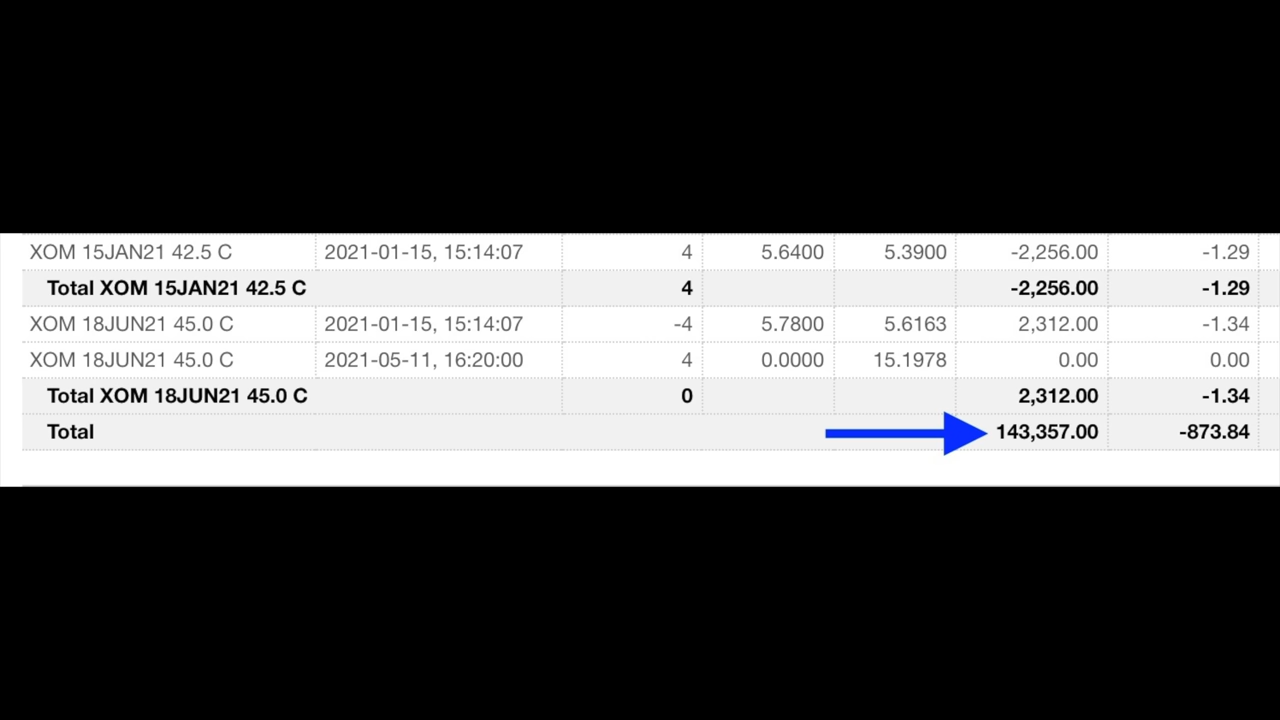 XOM 15JAN21 42.5 C 2021-01-15, 15:14:07 4 5.6400 5.3900 -2,256.00 -1.29
Total XOM 15JAN21 42.5 C 4 -2,256.00 -1.29
XOM 18JUN21 45.0 C 2021-01-15, 15:14:07 -4 5.7800 5.6163 2,312.00 -1.34
XOM 18JUN21 45.0 C 2021-05-11, 16:20:00 4 0.0000 15.1978 0.00 0.00
Total XOM 18JUN21 45.0 C 0 2,312.00 -1.34
Total 143,357.00 -873.84